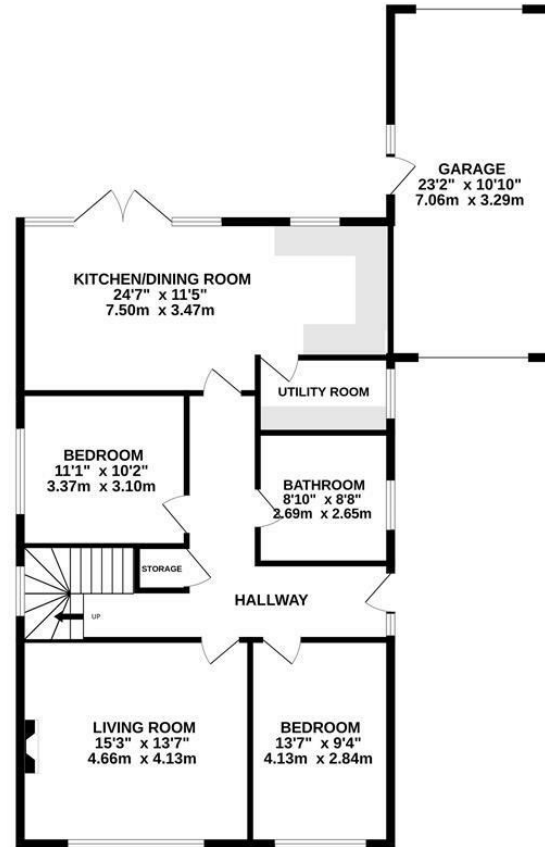 GARAGE
23'2" x 10'10"
7.06m x 3.29m
KITCHEN/DINING ROOM
24'7" x 11'5"
7.50m x 3.47m
UTILITY ROOM
BEDROOM
11'1" x 10'2"
3.37m x 3.10m
BATHROOM
8'10" x 8'8"
2.69m x 2.65m
STORAGE
HALLWAY
UP
LIVING ROOM
15'3" x 13'7"
4.66m x 4.13m
BEDROOM
13'7" x 9'4"
4.13m x 2.84m